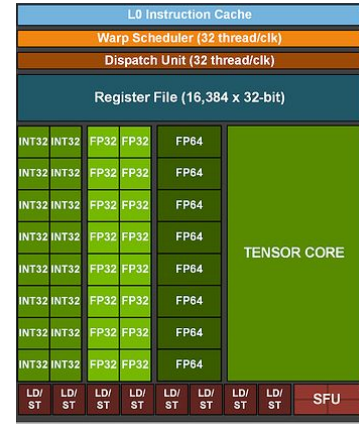 L0 Instruction Cache
Warp Scheduler (32 thread/clk)
Dispatch Unit (32 thread/clk)
Register File (16,384 x 32-bit)
INT32 INT32 FP32 FP32 FP64
INT32 INT32 FP32 FP32 FP64
INT32 INT32 FP32 FP32 FP64
INT32 INT32 FP32 FP32 FP64
TENSOR CORE
INT32 INT32 FP32 FP32 FP64
INT32 INT32 FP32 FP32 FP64
INT32 INT32 FP32 FP32 FP64
INT32 INT32 FP32 FP32 FP64
LD/ LD/ LD/ LD/ LD/ LD/ LD/ LD/
ST ST ST ST ST ST ST ST
SFU